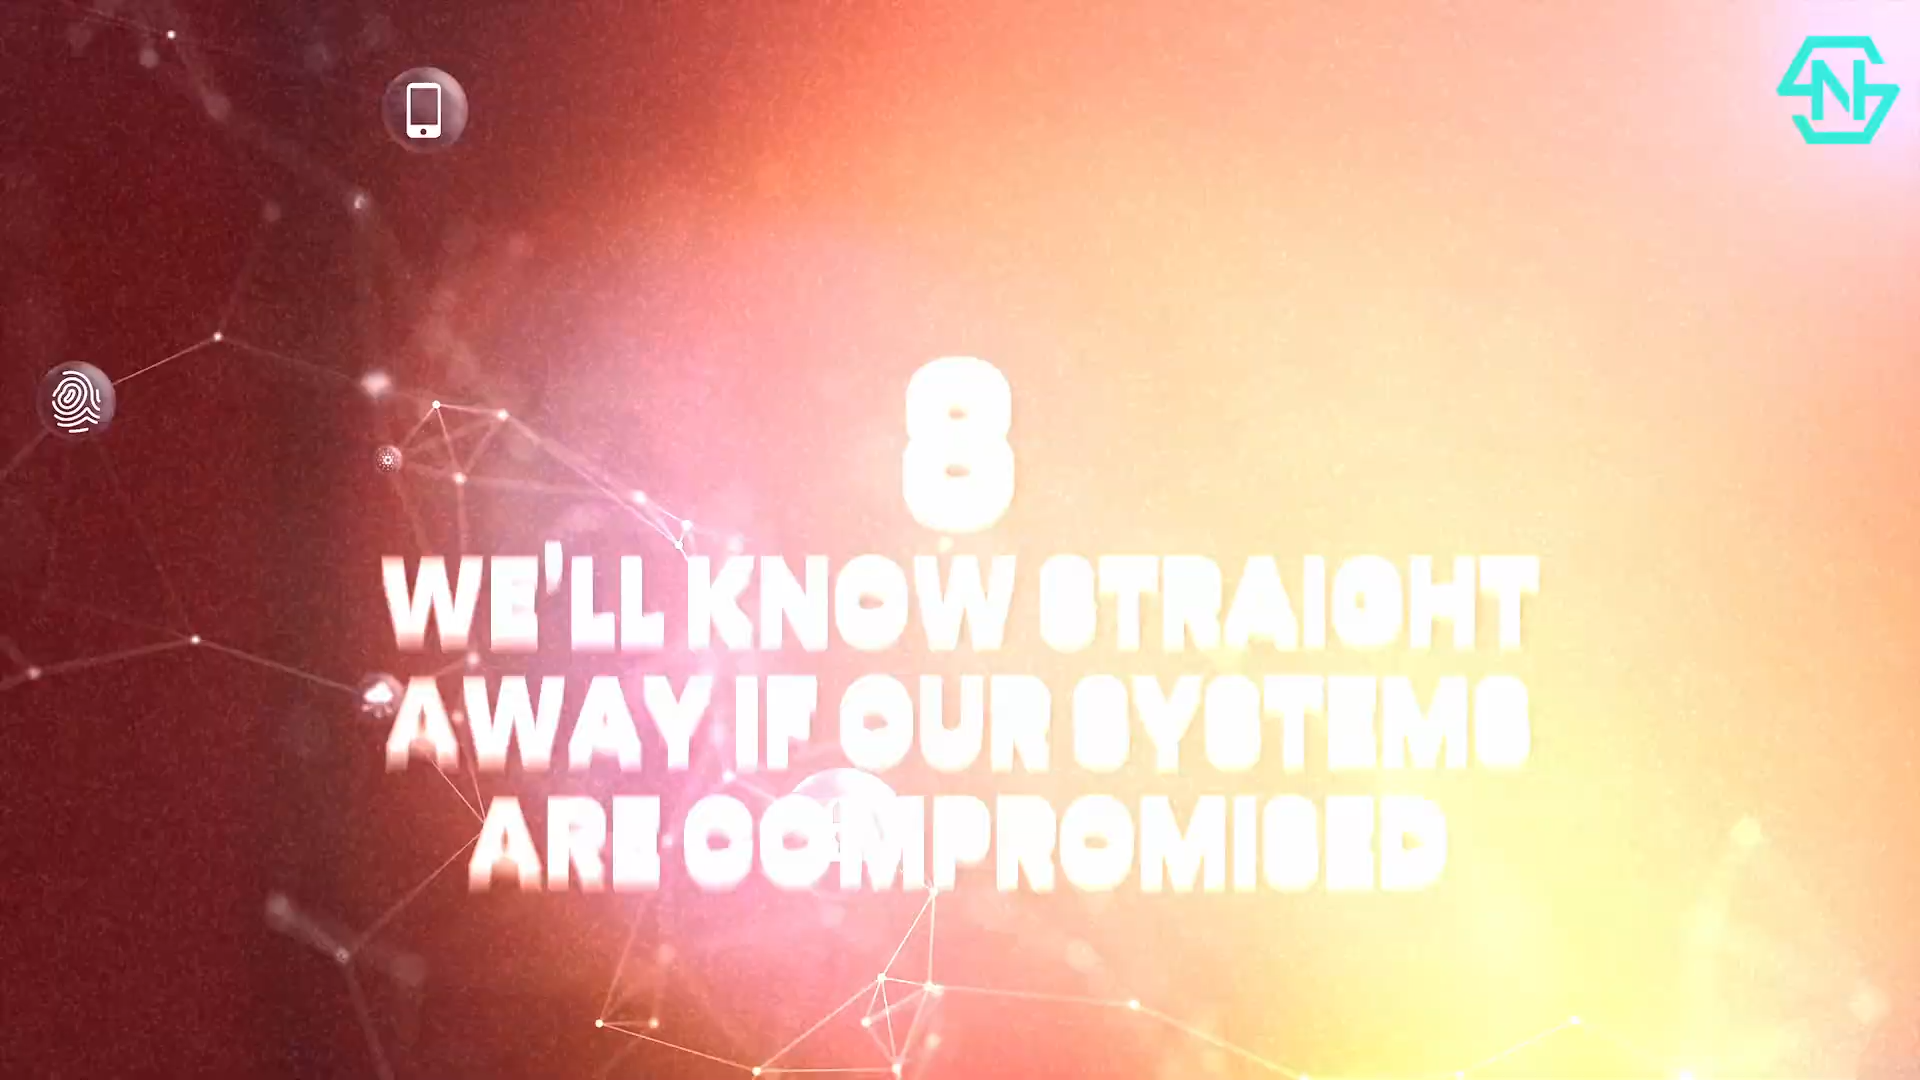 8
WE'LL KNOW STRAIGHT
AWAY IF OUR SYSTEMS
ARE COMPROMISED